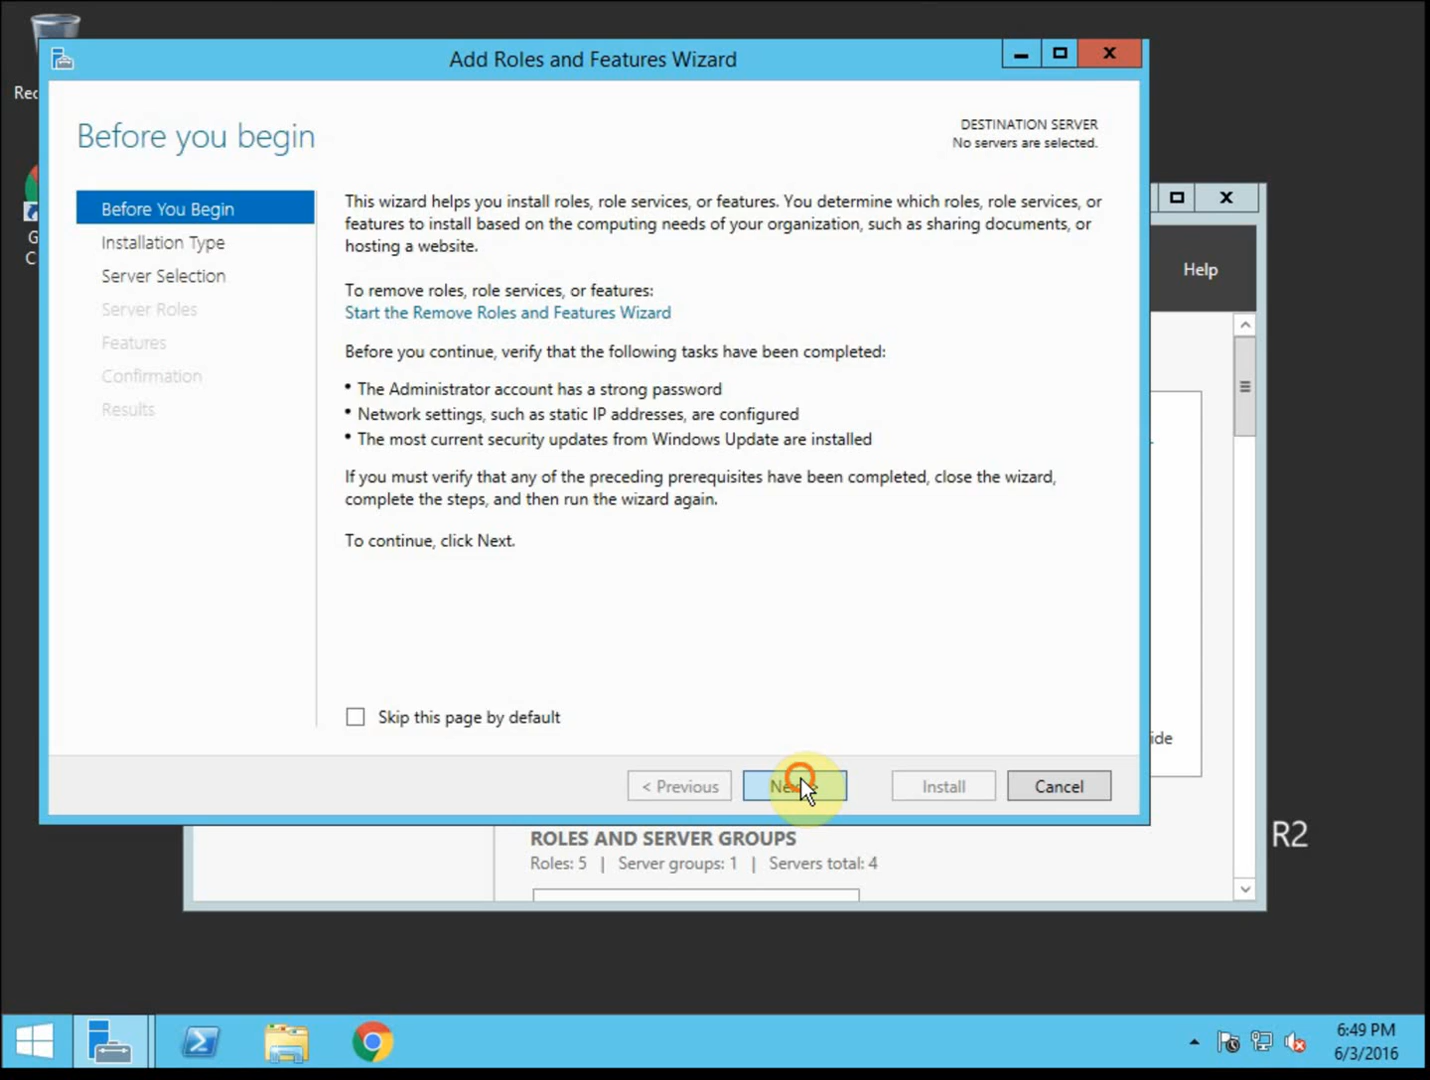 Add Roles and Features Wizard
Before you begin
DESTINATION SERVER
No servers are selected.
Before You Begin
Installation Type
Server Selection
Server Roles
Features
Confirmation
Results
This wizard helps you install roles, role services, or features. You determine which roles, role services, or
features to install based on the computing needs of your organization, such as sharing documents, or
hosting a website.
To remove roles, role services, or features:
Start the Remove Roles and Features Wizard
Before you continue, verify that the following tasks have been completed:
• The Administrator account has a strong password
• Network settings, such as static IP addresses, are configured
• The most current security updates from Windows Update are installed
If you must verify that any of the preceding prerequisites have been completed, close the wizard,
complete the steps, and then run the wizard again.
To continue, click Next.
Skip this page by default
< Previous
Install
Cancel
Help
ROLES AND SERVER GROUPS
Roles: 5 | Server groups: 1 | Servers total: 4
R2
6:49 PM
6/3/2016